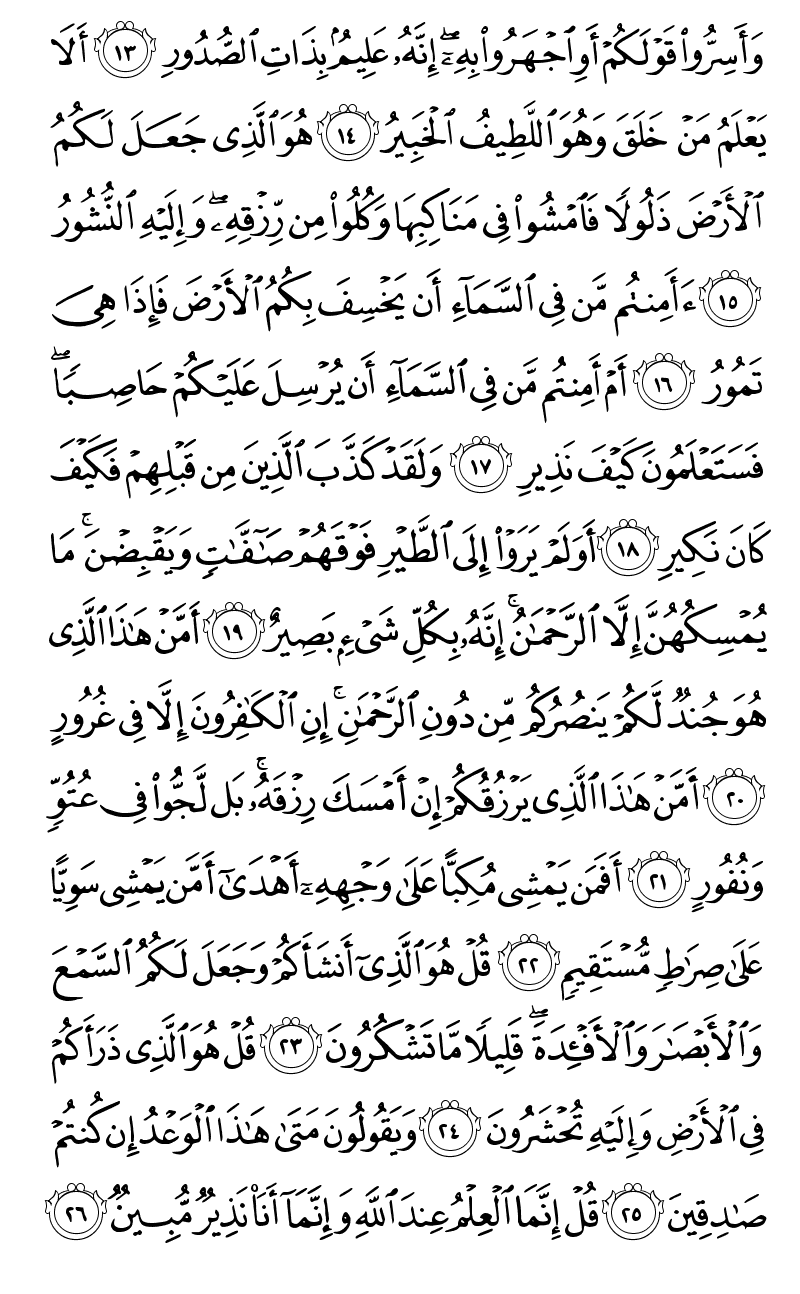 وَأَسِرُّوا۟ قَوْلَكُمْ أَوِ ٱجْهَرُوا۟ بِهِۦٓ ۖ إِنَّهُۥ عَلِيمٌۢ بِذَاتِ ٱلصُّدُورِ ١٣ أَلَا
يَعْلَمُ مَنْ خَلَقَ وَهُوَ ٱللَّطِيفُ ٱلْخَبِيرُ ١٤ هُوَ ٱلَّذِى جَعَلَ لَكُمُ
ٱلْأَرْضَ ذَلُولًا فَٱمْشُوا۟ فِى مَنَاكِبِهَا وَكُلُوا۟ مِن رِّزْقِهِۦ ۖ وَإِلَيْهِ ٱلنُّشُورُ
١٥ ءَأَمِنتُم مَّن فِى ٱلسَّمَآءِ أَن يَخْسِفَ بِكُمُ ٱلْأَرْضَ فَإِذَا هِىَ
تَمُورُ ١٦ أَمْ أَمِنتُم مَّن فِى ٱلسَّمَآءِ أَن يُرْسِلَ عَلَيْكُمْ حَاصِبًا ۖ
فَسَتَعْلَمُونَ كَيْفَ نَذِيرِ ١٧ وَلَقَدْ كَذَّبَ ٱلَّذِينَ مِن قَبْلِهِمْ فَكَيْفَ
كَانَ نَكِيرِ ١٨ أَوَلَمْ يَرَوْا۟ إِلَى ٱلطَّيْرِ فَوْقَهُمْ صَـٰٓفَّـٰتٍ وَيَقْبِضْنَ ۚ مَا
يُمْسِكُهُنَّ إِلَّا ٱلرَّحْمَـٰنُ ۚ إِنَّهُۥ بِكُلِّ شَىْءٍۭ بَصِيرٌ ١٩ أَمَّنْ هَـٰذَا ٱلَّذِى
هُوَ جُندٌ لَّكُمْ يَنصُرُكُم مِّن دُونِ ٱلرَّحْمَـٰنِ ۚ إِنِ ٱلْكَـٰفِرُونَ إِلَّا فِى غُرُورٍ
٢٠ أَمَّنْ هَـٰذَا ٱلَّذِى يَرْزُقُكُمْ إِنْ أَمْسَكَ رِزْقَهُۥ ۚ بَل لَّجُّوا۟ فِى عُتُوٍّ
وَنُفُورٍ ٢١ أَفَمَن يَمْشِى مُكِبًّا عَلَىٰ وَجْهِهِۦٓ أَهْدَىٰٓ أَمَّن يَمْشِى سَوِيًّا
عَلَىٰ صِرَٰطٍ مُّسْتَقِيمٍ ٢٢ قُلْ هُوَ ٱلَّذِىٓ أَنشَأَكُمْ وَجَعَلَ لَكُمُ ٱلسَّمْعَ
وَٱلْأَبْصَـٰرَ وَٱلْأَفْـِٔدَةَ ۖ قَلِيلًا مَّا تَشْكُرُونَ ٢٣ قُلْ هُوَ ٱلَّذِى ذَرَأَكُمْ
فِى ٱلْأَرْضِ وَإِلَيْهِ تُحْشَرُونَ ٢٤ وَيَقُولُونَ مَتَىٰ هَـٰذَا ٱلْوَعْدُ إِن كُنتُمْ
صَـٰدِقِينَ ٢٥ قُلْ إِنَّمَا ٱلْعِلْمُ عِندَ ٱللَّهِ وَإِنَّمَآ أَنَا۠ نَذِيرٌ مُّبِينٌ ٢٦